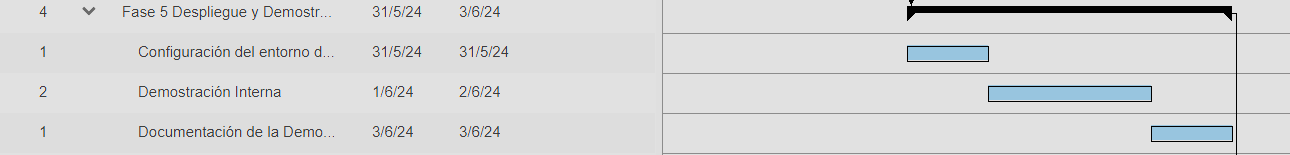 4 Fase 5 Despliegue y Demostr... 31/5/24 3/6/24
1 Configuración del entorno d... 31/5/24 31/5/24
2 Demostración Interna 1/6/24 2/6/24
1 Documentación de la Demo... 3/6/24 3/6/24